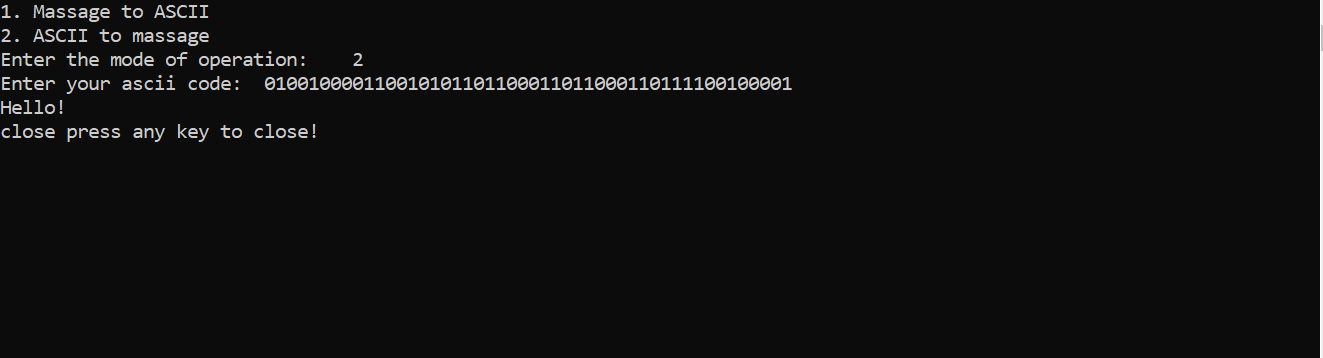 1. Massage to ASCII
2. ASCII to massage
Enter the mode of operation:    2
Enter your ascii code:  010010000110010101101100011011000110111100100001
Hello!
close press any key to close!